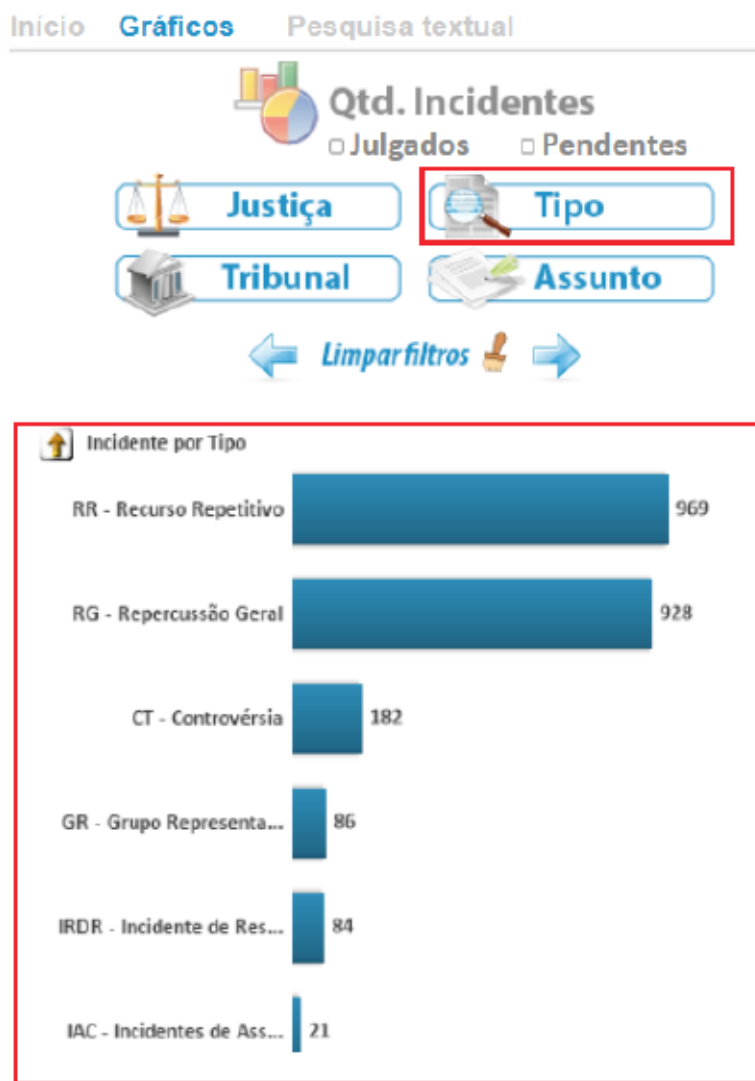 Início Gráficos Pesquisa textual
Qtd. Incidentes
Julgados Pendentes
Justiça Tipo
Tribunal Assunto
Limpar filtros
Incidente por Tipo
RR - Recurso Repetitivo 969
RG - Repercussão Geral 928
CT - Controvérsia 182
GR - Grupo Representa... 86
IRDR - Incidente de Res... 84
IAC - Incidentes de Ass... 21